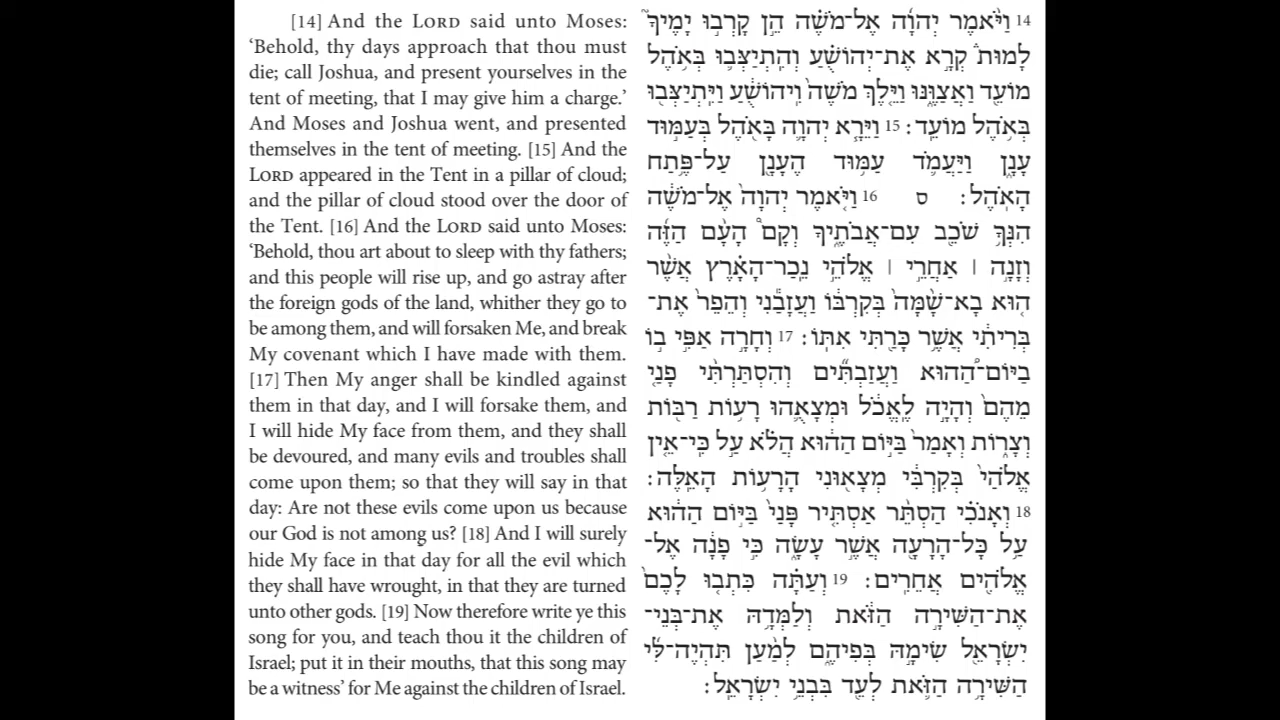 [14] And the LORD said unto Moses:
‘Behold, thy days approach that thou must
die; call Joshua, and present yourselves in the
tent of meeting, that I may give him a charge.’
And Moses and Joshua went, and presented
themselves in the tent of meeting. [15] And the
LORD appeared in the Tent in a pillar of cloud;
and the pillar of cloud stood over the door of
the Tent. [16] And the LORD said unto Moses:
‘Behold, thou art about to sleep with thy fathers;
and this people will rise up, and go astray after
the foreign gods of the land, whither they go to
be among them, and will forsaken Me, and break
My covenant which I have made with them.
[17] Then My anger shall be kindled against
them in that day, and I will forsake them, and
I will hide My face from them, and they shall
be devoured, and many evils and troubles shall
come upon them; so that they will say in that
day: Are not these evils come upon us because
our God is not among us? [18] And I will surely
hide My face in that day for all the evil which
they shall have wrought, in that they are turned
unto other gods. [19] Now therefore write ye this
song for you, and teach thou it the children of
Israel; put it in their mouths, that this song may
be a witness’ for Me against the children of Israel.
14 וַיֹּ֨אמֶר יְהוָ֜ה אֶל־מֹשֶׁ֗ה הֵ֣ן קָרְב֣וּ יָמֶיךָ֮
לָמוּת֒ קְרָ֣א אֶת־יְהוֹשֻׁ֗עַ וְהִֽתְיַצְּב֛וּ בְּאֹ֥הֶל
מוֹעֵ֖ד וַאֲצַוֶּ֑נּוּ וַיֵּ֤לֶךְ מֹשֶׁה֙ וִֽיהוֹשֻׁ֔עַ וַיִּֽתְיַצְּב֖וּ
בְּאֹ֥הֶל מוֹעֵֽד׃ 15 וַיֵּרָ֧א יְהוָ֛ה בָּאֹ֖הֶל בְּעַמּ֣וּד
עָנָ֑ן וַיַּעֲמֹ֛ד עַמּ֥וּד הֶעָנָ֖ן עַל־פֶּ֥תַח
הָאֹֽהֶל׃ ס 16 וַיֹּ֤אמֶר יְהוָה֙ אֶל־מֹשֶׁ֔ה
הִנְּךָ֥ שֹׁכֵ֖ב עִם־אֲבֹתֶ֑יךָ וְקָם֩ הָעָ֨ם הַזֶּ֜ה
וְזָנָ֣ה ׀ אַחֲרֵ֣י ׀ אֱלֹהֵ֣י נֵֽכַר־הָאָ֗רֶץ אֲשֶׁ֨ר
ה֤וּא בָא־שָׁ֙מָּה֙ בְּקִרְבּ֔וֹ וַעֲזָבַ֕נִי וְהֵפֵר֙ אֶת־
בְּרִיתִ֔י אֲשֶׁ֥ר כָּרַ֖תִּי אִתּֽוֹ׃ 17 וְחָרָ֣ה אַפִּ֣י ב֣וֹ
בַיּוֹם־הַ֠הוּא וַעֲזַבְתִּ֞ים וְהִסְתַּרְתִּ֨י פָנַ֤י
מֵהֶם֙ וְהָיָ֣ה לֶֽאֱכֹ֔ל וּמְצָאֻ֛הוּ רָע֥וֹת רַבּ֖וֹת
וְצָר֑וֹת וְאָמַר֙ בַּיּ֣וֹם הַה֔וּא הֲלֹ֗א עַ֣ל כִּֽי־אֵ֤ין
אֱלֹהַי֙ בְּקִרְבִּ֔י מְצָא֖וּנִי הָרָע֥וֹת הָאֵֽלֶּה׃
18 וְאָנֹכִ֗י הַסְתֵּ֨ר אַסְתִּ֤יר פָּנַי֙ בַּיּ֣וֹם הַה֔וּא
עַ֥ל כָּל־הָרָעָ֖ה אֲשֶׁ֣ר עָשָׂ֑ה כִּ֣י פָנָ֔ה אֶל־
אֱלֹהִ֖ים אֲחֵרִֽים׃ 19 וְעַתָּ֗ה כִּתְב֤וּ לָכֶם֙
אֶת־הַשִּׁירָ֣ה הַזֹּ֔את וְלַמְּדָ֥הּ אֶת־בְּנֵי־
יִשְׂרָאֵ֖ל שִׂימָ֣הּ בְּפִיהֶ֑ם לְמַ֨עַן תִּהְיֶה־לִּ֜י
הַשִּׁירָ֥ה הַזֹּ֛את לְעֵ֖ד בִּבְנֵ֥י יִשְׂרָאֵֽל׃